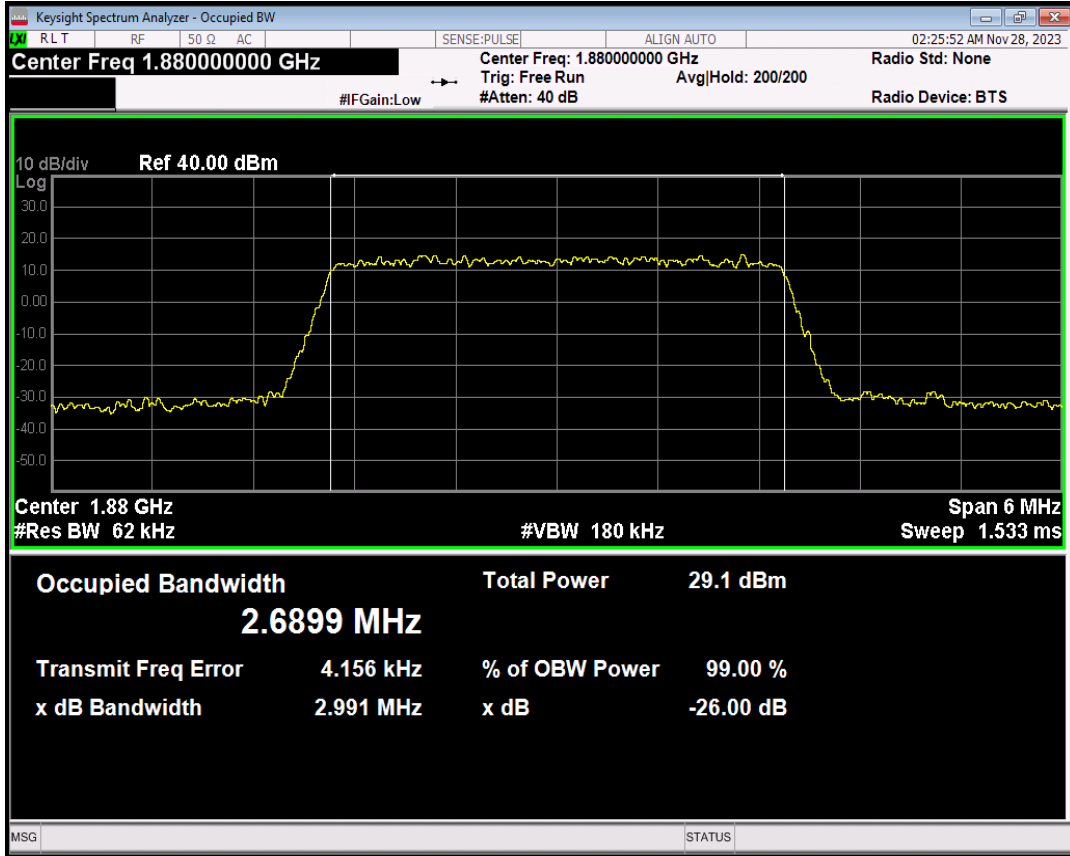 Keysight Spectrum Analyzer - Occupied BW
LXI RLT RF 50 Ω AC SENSE:PULSE ALIGN AUTO 02:25:52 AM Nov 28, 2023
Center Freq 1.880000000 GHz Center Freq: 1.880000000 GHz Radio Std: None
Trig: Free Run Avg|Hold: 200/200
#IFGain:Low #Atten: 40 dB Radio Device: BTS
10 dB/div Ref 40.00 dBm
Log
30.0
20.0
10.0
0.00
-10.0
-20.0
-30.0
-40.0
-50.0
Center 1.88 GHz Span 6 MHz
#Res BW 62 kHz #VBW 180 kHz Sweep 1.533 ms
Occupied Bandwidth Total Power 29.1 dBm
2.6899 MHz
Transmit Freq Error 4.156 kHz % of OBW Power 99.00 %
x dB Bandwidth 2.991 MHz x dB -26.00 dB
MSG STATUS